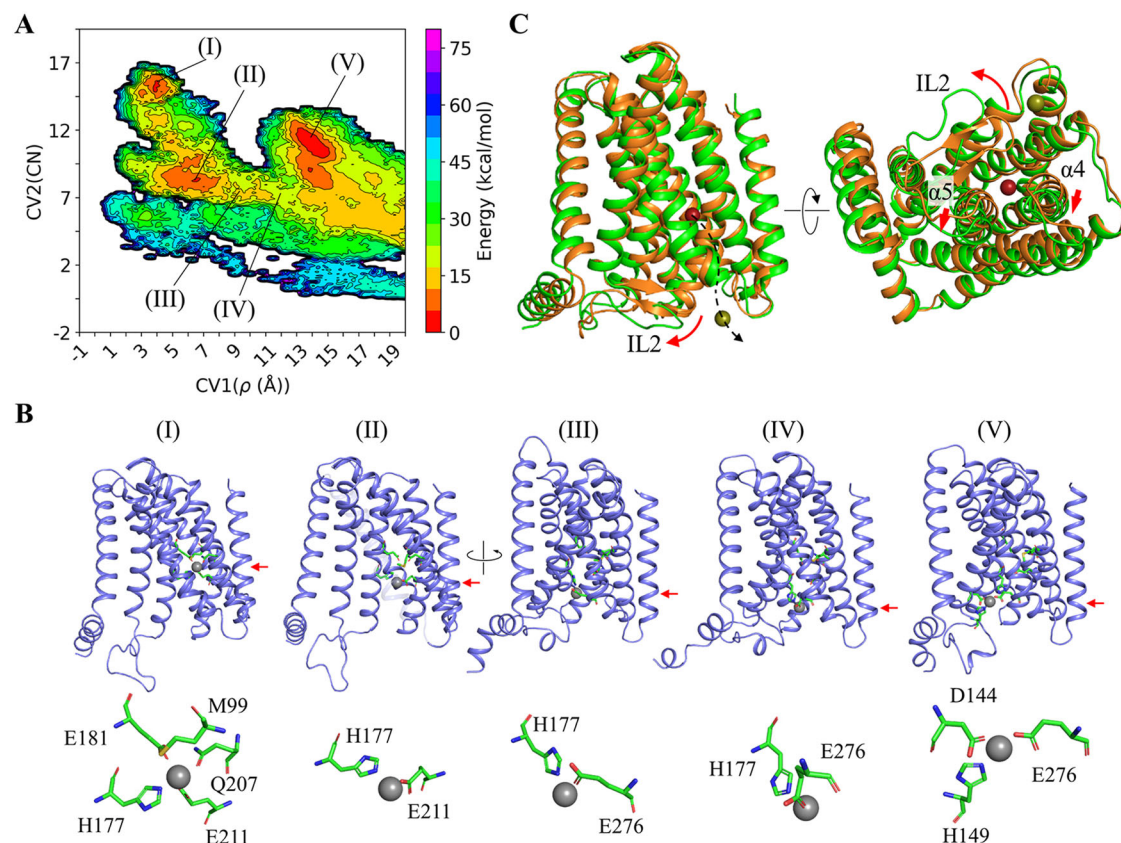 A
(I)
(II)
(V)
(III)
(IV)
17
12
7
2
-2
CV2(CN)
-1
1
3
5
7
9
11
13
15
17
19
CV1(ρ (Å))
75
60
45
30
15
0
Energy (kcal/mol)
C
IL2
IL2
α5
α4
B
(I)
(II)
(III)
(IV)
(V)
M99
E181
Q207
H177
E211
H177
E211
H177
E276
H177
E276
D144
E276
H149